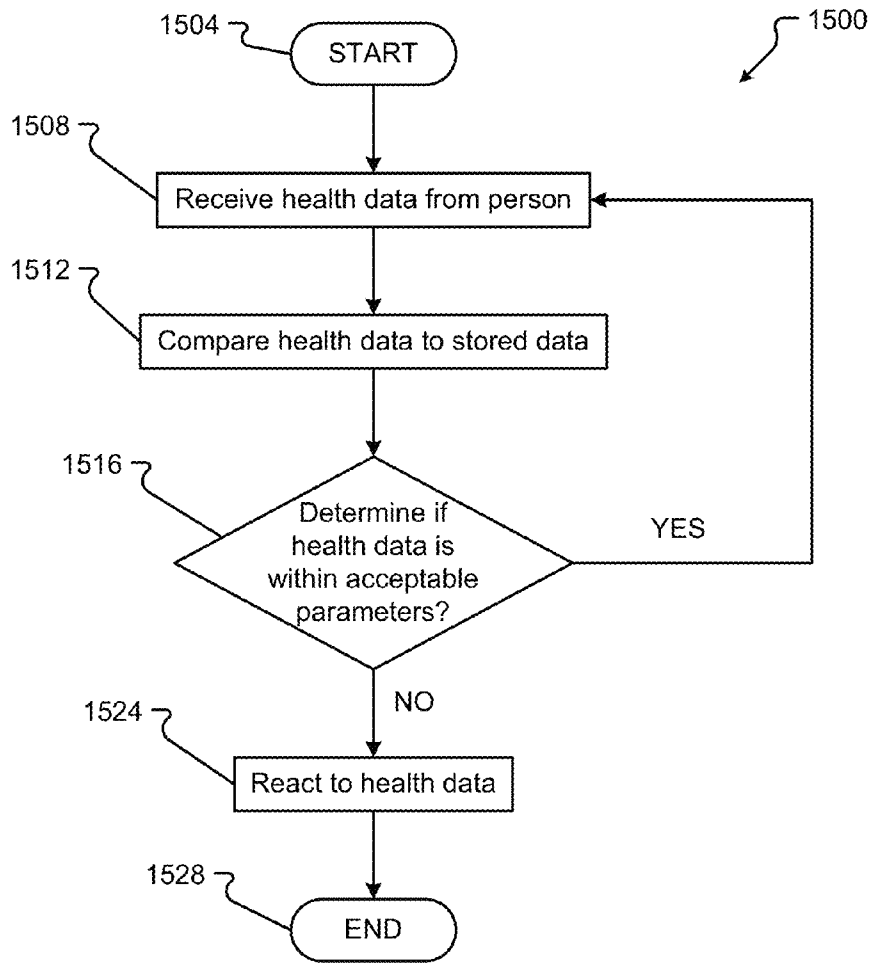 1500
1504
START
1508
Receive health data from person
1512
Compare health data to stored data
1516
Determine if
health data is
within acceptable
parameters?
YES
NO
1524
React to health data
1528
END